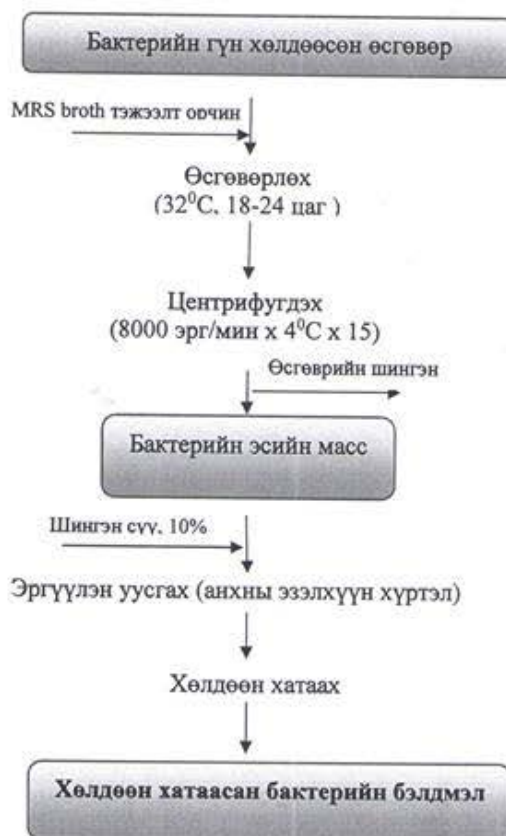 Бактерийн гүн хөлдөөсөн өсгөвөр
MRS broth тэжээлт орчин
Өсгөвөрлөх
(32⁰C, 18-24 цаг )
Центрифугдэх
(8000 эрг/мин x 4⁰C x 15)
Өсгөврийн шингэн
Бактерийн эсийн масс
Шингэн сүү, 10%
Эргүүлэн уусгах (анхны эзэлхүүн хүртэл)
Хөлдөөн хатаах
Хөлдөөн хатаасан бактерийн бэлдмэл